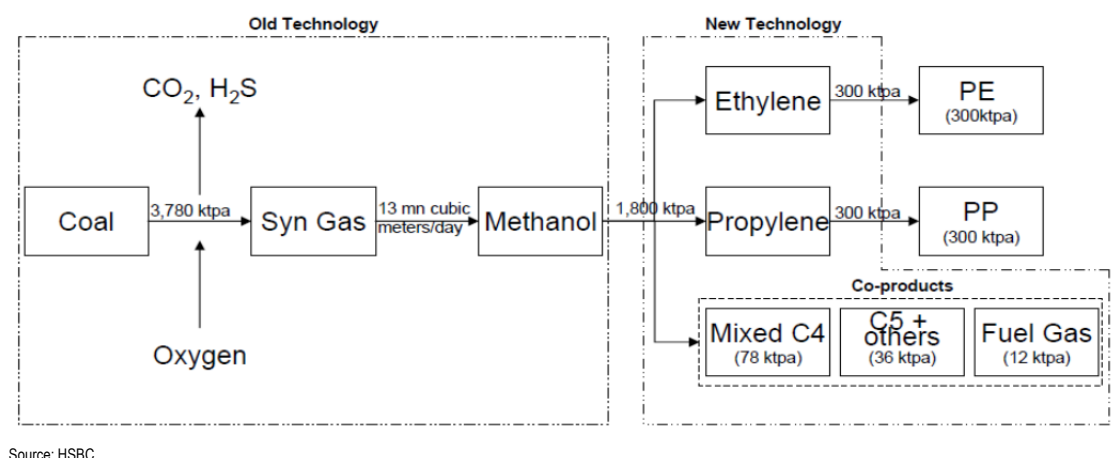 Old Technology
New Technology
CO2, H2S
Ethylene
300 ktpa
PE
(300ktpa)
Coal
3,780 ktpa
Syn Gas
13 mn cubic
meters/day
Methanol
1,800 ktpa
Propylene
300 ktpa
PP
(300 ktpa)
Oxygen
Co-products
Mixed C4
(78 ktpa)
C5 +
others
(36 ktpa)
Fuel Gas
(12 ktpa)
Source: HSBC